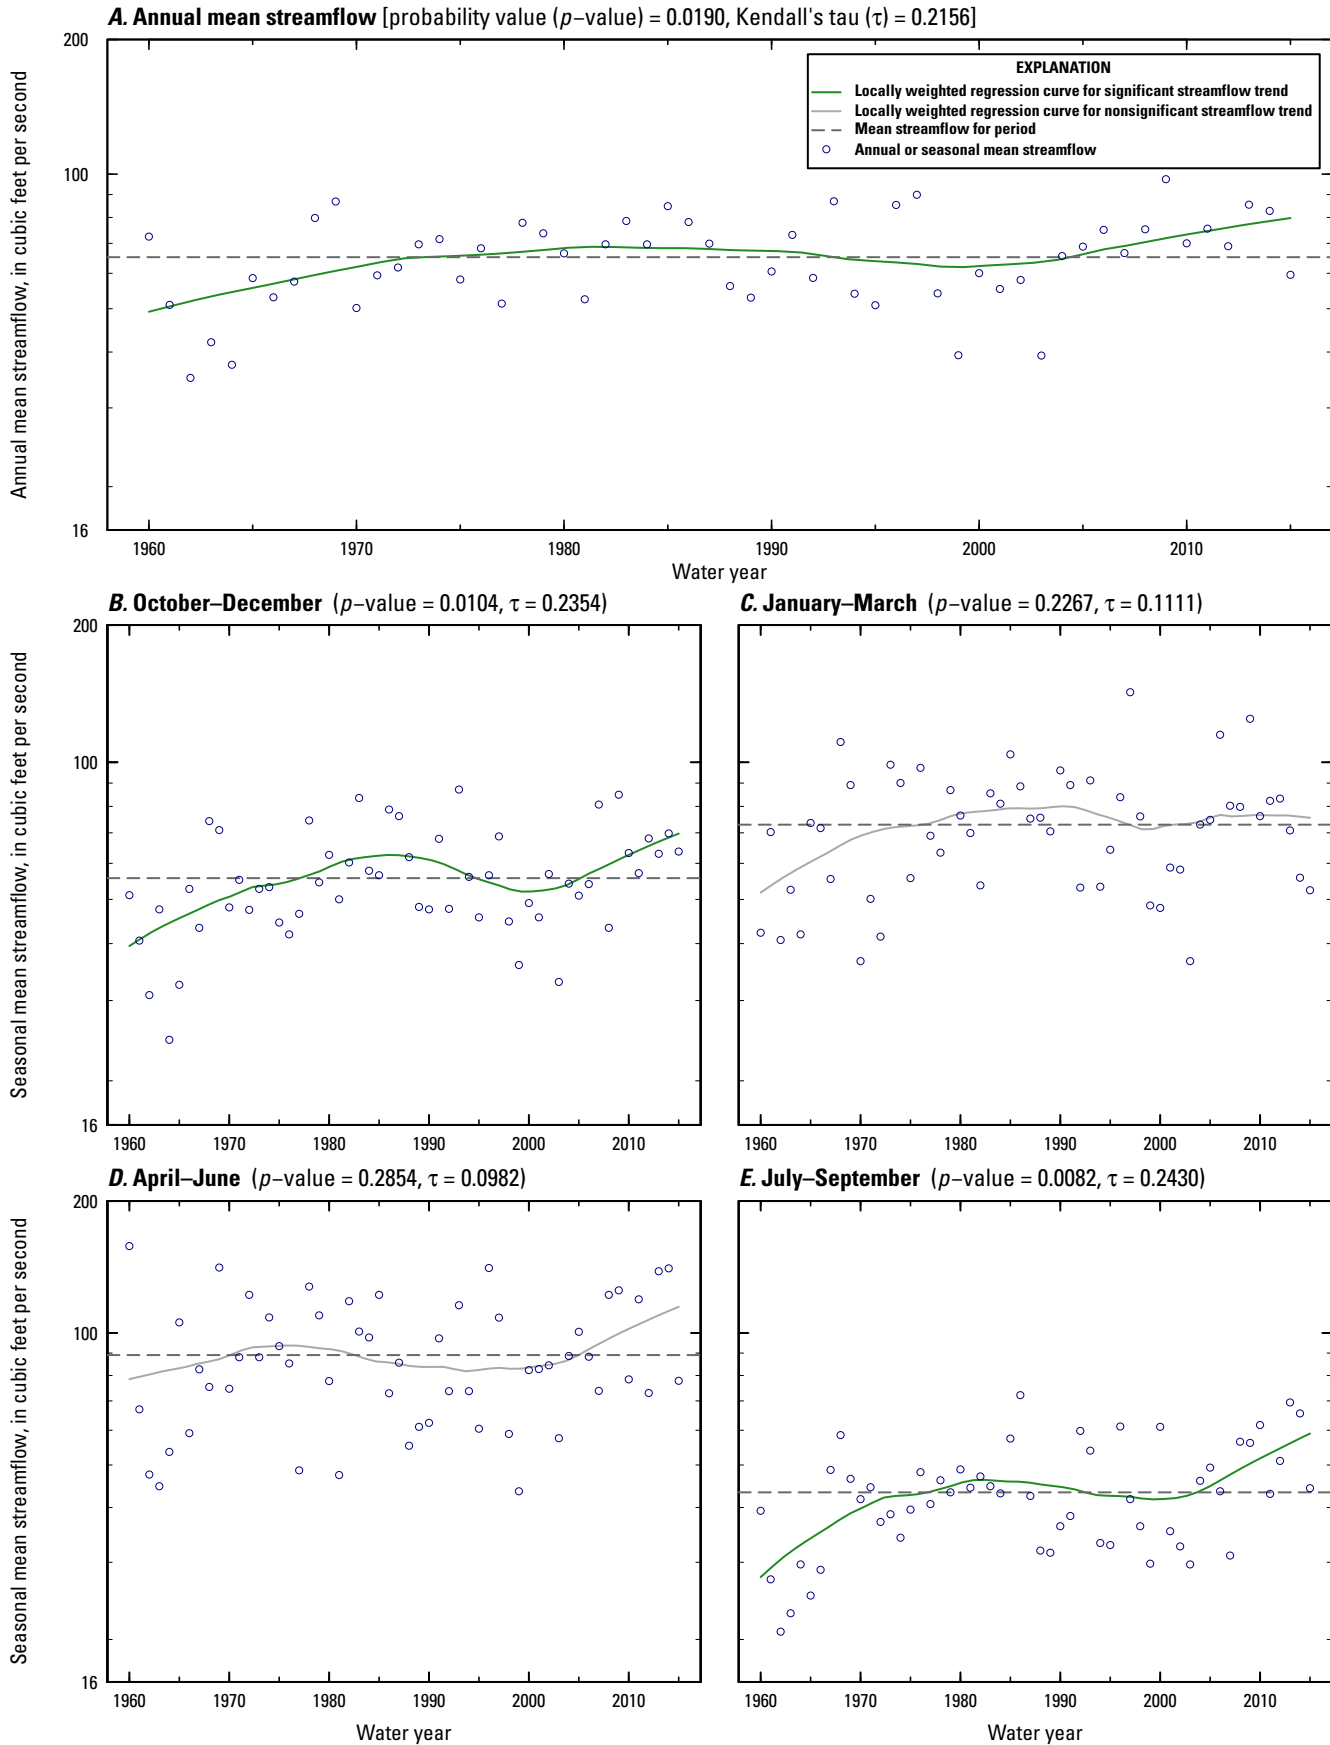 A. Annual mean streamflow [probability value (p–value) = 0.0190, Kendall's tau (τ) = 0.2156]
200
100
16
Annual mean streamflow, in cubic feet per second
EXPLANATION
Locally weighted regression curve for significant streamflow trend
Locally weighted regression curve for nonsignificant streamflow trend
Mean streamflow for period
Annual or seasonal mean streamflow
1960 1970 1980 1990 2000 2010
Water year
B. October–December (p–value = 0.0104, τ = 0.2354)
200
100
16
Seasonal mean streamflow, in cubic feet per second
1960 1970 1980 1990 2000 2010
C. January–March (p–value = 0.2267, τ = 0.1111)
1960 1970 1980 1990 2000 2010
D. April–June (p–value = 0.2854, τ = 0.0982)
200
100
16
Seasonal mean streamflow, in cubic feet per second
1960 1970 1980 1990 2000 2010
Water year
E. July–September (p–value = 0.0082, τ = 0.2430)
1960 1970 1980 1990 2000 2010
Water year